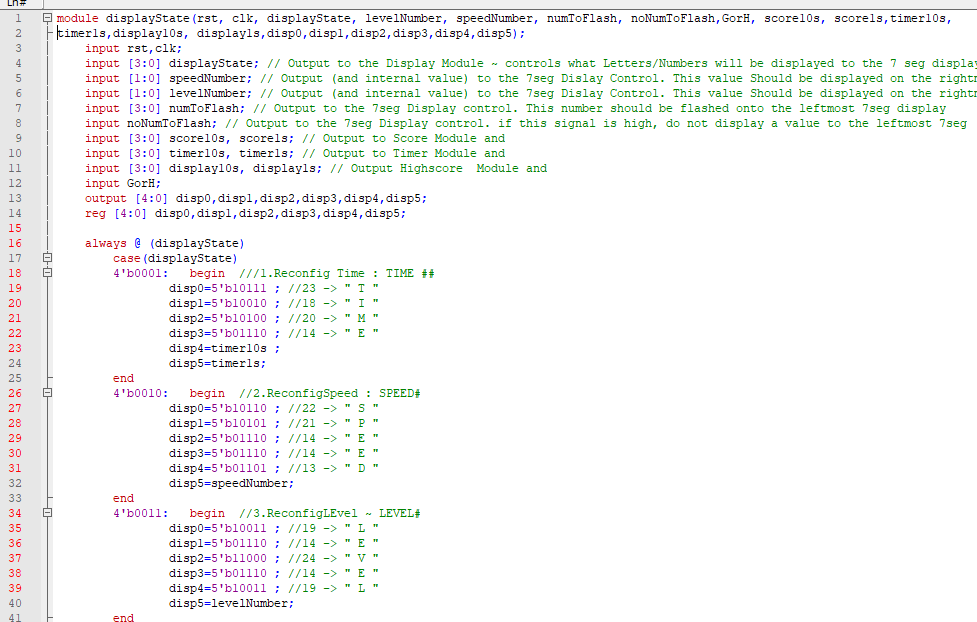 Ln#
1 module displayState(rst, clk, displayState, levelNumber, speedNumber, numToFlash, noNumToFlash,GorH, score10s, score1s,timer10s,
2 timer1s,display10s, display1s,disp0,disp1,disp2,disp3,disp4,disp5);
3 input rst,clk;
4 input [3:0] displayState; // Output to the Display Module ~ controls what Letters/Numbers will be displayed to the 7 seg display
5 input [1:0] speedNumber; // Output (and internal value) to the 7seg Dislay Control. This value Should be displayed on the rightm
6 input [1:0] levelNumber; // Output (and internal value) to the 7seg Dislay Control. This value Should be displayed on the rightm
7 input [3:0] numToFlash; // Output to the 7seg Display control. This number should be flashed onto the leftmost 7seg display
8 input noNumToFlash; // Output to the 7seg Display control. if this signal is high, do not display a value to the leftmost 7seg
9 input [3:0] score10s, score1s; // Output to Score Module and
10 input [3:0] timer10s, timer1s; // Output to Timer Module and
11 input [3:0] display10s, display1s; // Output Highscore  Module and
12 input GorH;
13 output [4:0] disp0,disp1,disp2,disp3,disp4,disp5;
14 reg [4:0] disp0,disp1,disp2,disp3,disp4,disp5;
15
16 always @ (displayState)
17 case(displayState)
18 4'b0001:   begin  ///1.Reconfig Time : TIME ##
19 disp0=5'b10111 ; //23 -> " T "
20 disp1=5'b10010 ; //18 -> " I "
21 disp2=5'b10100 ; //20 -> " M "
22 disp3=5'b01110 ; //14 -> " E "
23 disp4=timer10s ;
24 disp5=timer1s;
25 end
26 4'b0010:   begin  //2.ReconfigSpeed : SPEED#
27 disp0=5'b10110 ; //22 -> " S "
28 disp1=5'b10101 ; //21 -> " P "
29 disp2=5'b01110 ; //14 -> " E "
30 disp3=5'b01110 ; //14 -> " E "
31 disp4=5'b01101 ; //13 -> " D "
32 disp5=speedNumber;
33 end
34 4'b0011:   begin  //3.ReconfigLEvel ~ LEVEL#
35 disp0=5'b10011 ; //19 -> " L "
36 disp1=5'b01110 ; //14 -> " E "
37 disp2=5'b11000 ; //24 -> " V "
38 disp3=5'b01110 ; //14 -> " E "
39 disp4=5'b10011 ; //19 -> " L "
40 disp5=levelNumber;
41 end